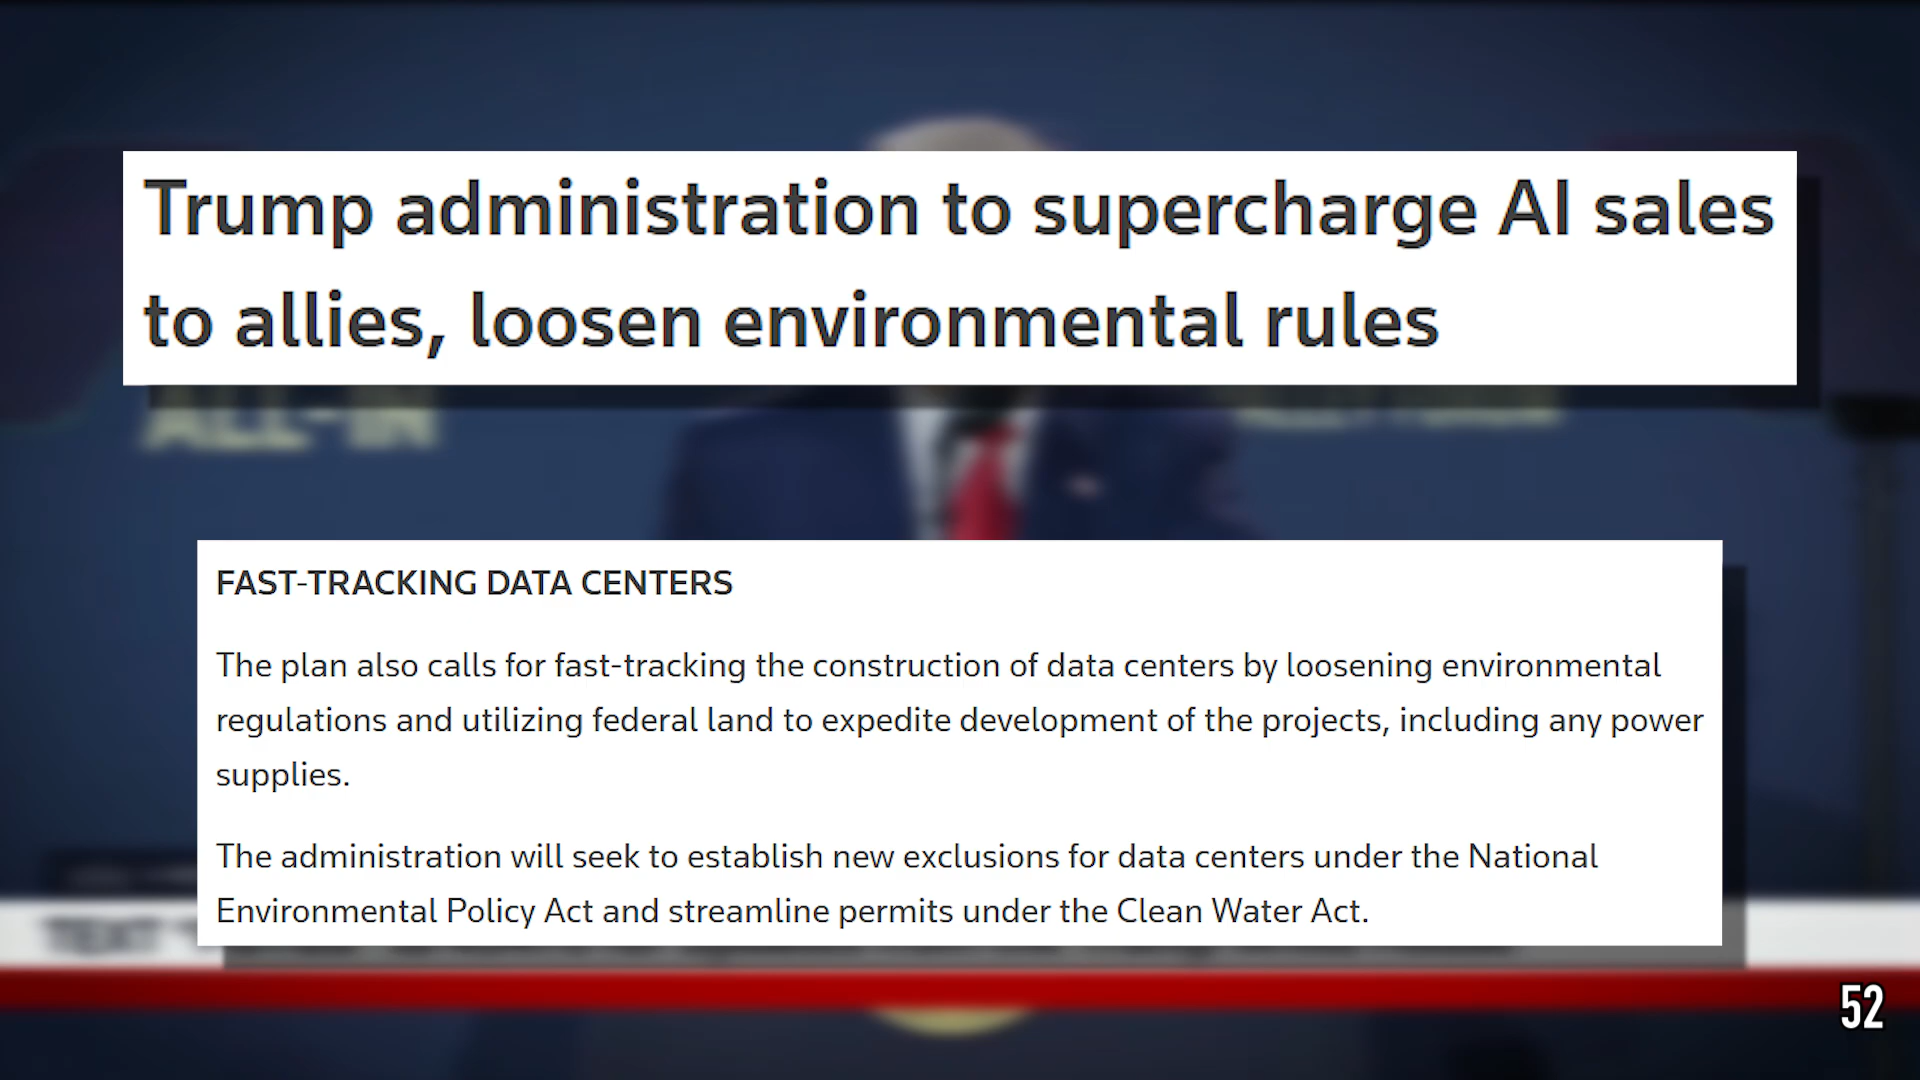 Trump administration to supercharge AI sales
to allies, loosen environmental rules
ALL-IN
FAST-TRACKING DATA CENTERS
The plan also calls for fast-tracking the construction of data centers by loosening environmental
regulations and utilizing federal land to expedite development of the projects, including any power
supplies.
The administration will seek to establish new exclusions for data centers under the National
Environmental Policy Act and streamline permits under the Clean Water Act.
TEXT
52